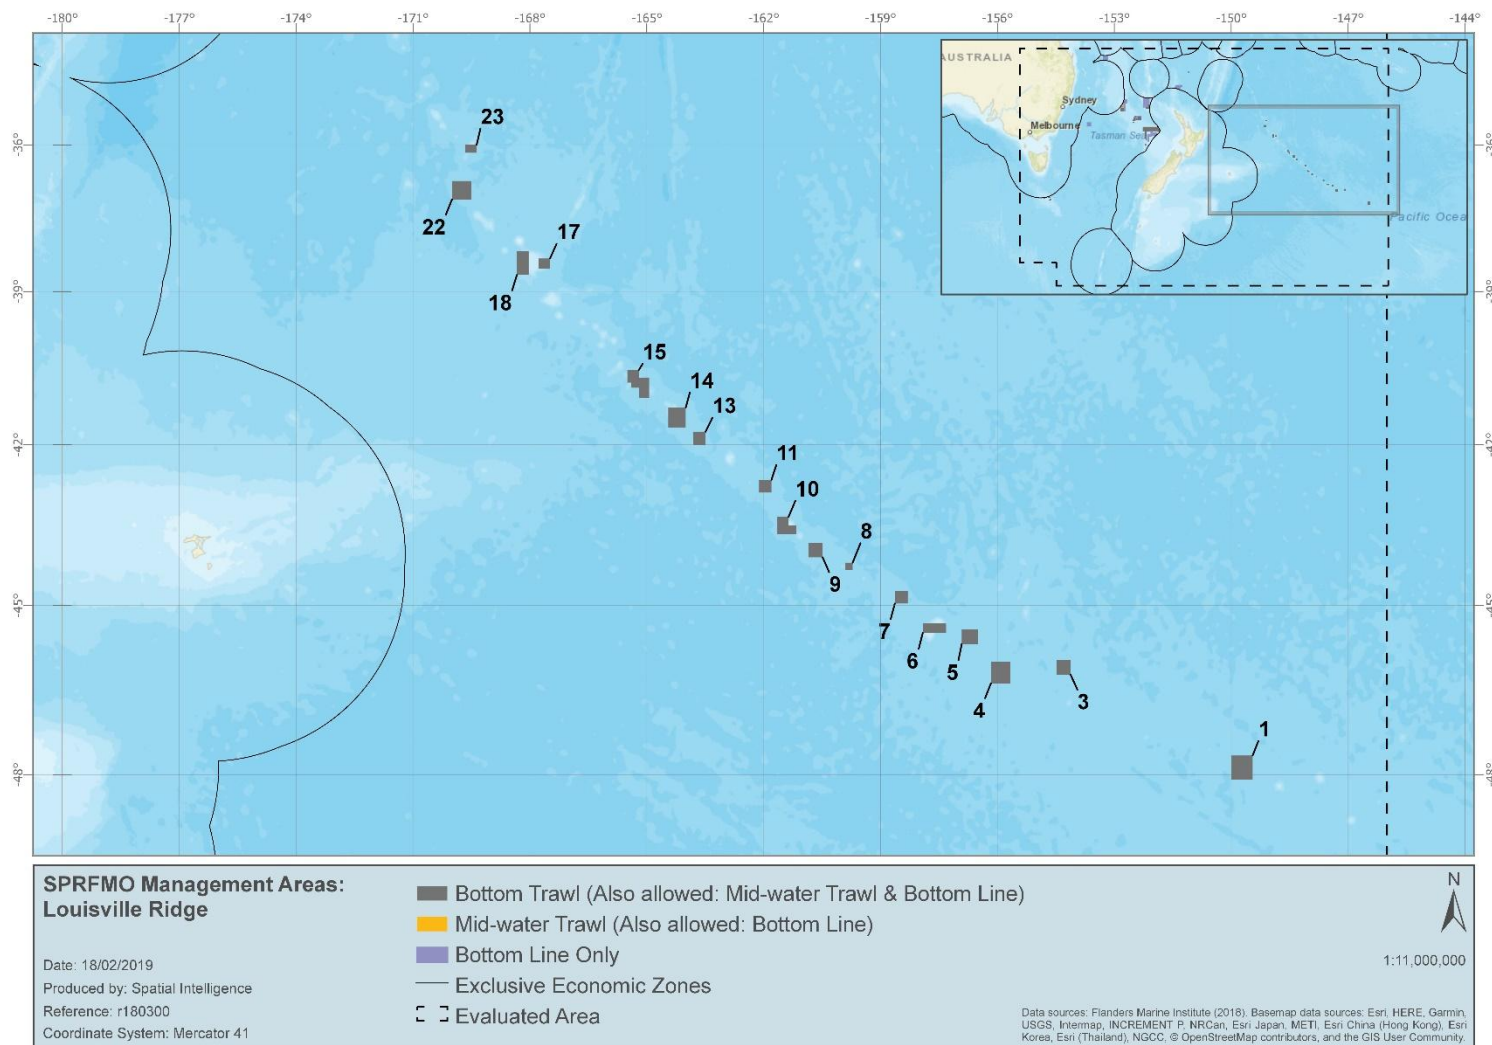 -180° -177° -174° -171° -168° -165° -162° -159° -156° -153° -150° -147° -144°
AUSTRALIA
Sydney
Melbourne
Tasman Sea
Pacific Ocea
-36° -36°
-39° -39°
-42° -42°
-45° -45°
-48° -48°
23
22
17
18
15
14
13
11
10
8
9
7
6
5
4
3
1
SPRFMO Management Areas:
Louisville Ridge
Date: 18/02/2019
Produced by: Spatial Intelligence
Reference: r180300
Coordinate System: Mercator 41
Bottom Trawl (Also allowed: Mid-water Trawl & Bottom Line)
Mid-water Trawl (Also allowed: Bottom Line)
Bottom Line Only
Exclusive Economic Zones
Evaluated Area
N
1:11,000,000
Data sources: Flanders Marine Institute (2018). Basemap data sources: Esri, HERE, Garmin,
USGS, Intermap, INCREMENT P, NRCan, Esri Japan, METI, Esri China (Hong Kong), Esri
Korea, Esri (Thailand), NGCC, © OpenStreetMap contributors, and the GIS User Community.